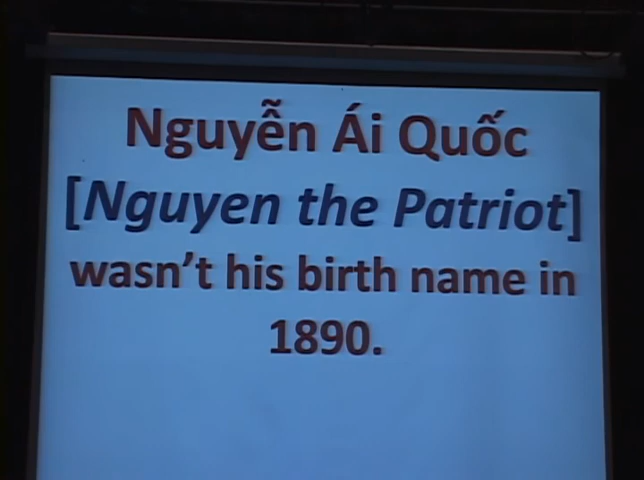 Nguyễn Ái Quốc
[Nguyen the Patriot]
wasn’t his birth name in
1890.